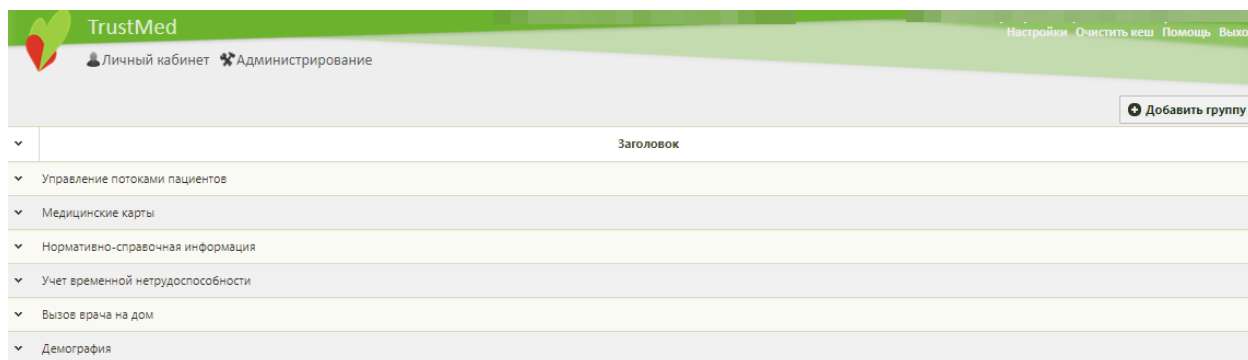 TrustMed
Настройки Очистить кеш Помощь
Личный кабинет Администрирование
Добавить группу
Заголовок
Управление потоками пациентов
Медицинские карты
Нормативно-справочная информация
Учет временной нетрудоспособности
Вызов врача на дом
Демография